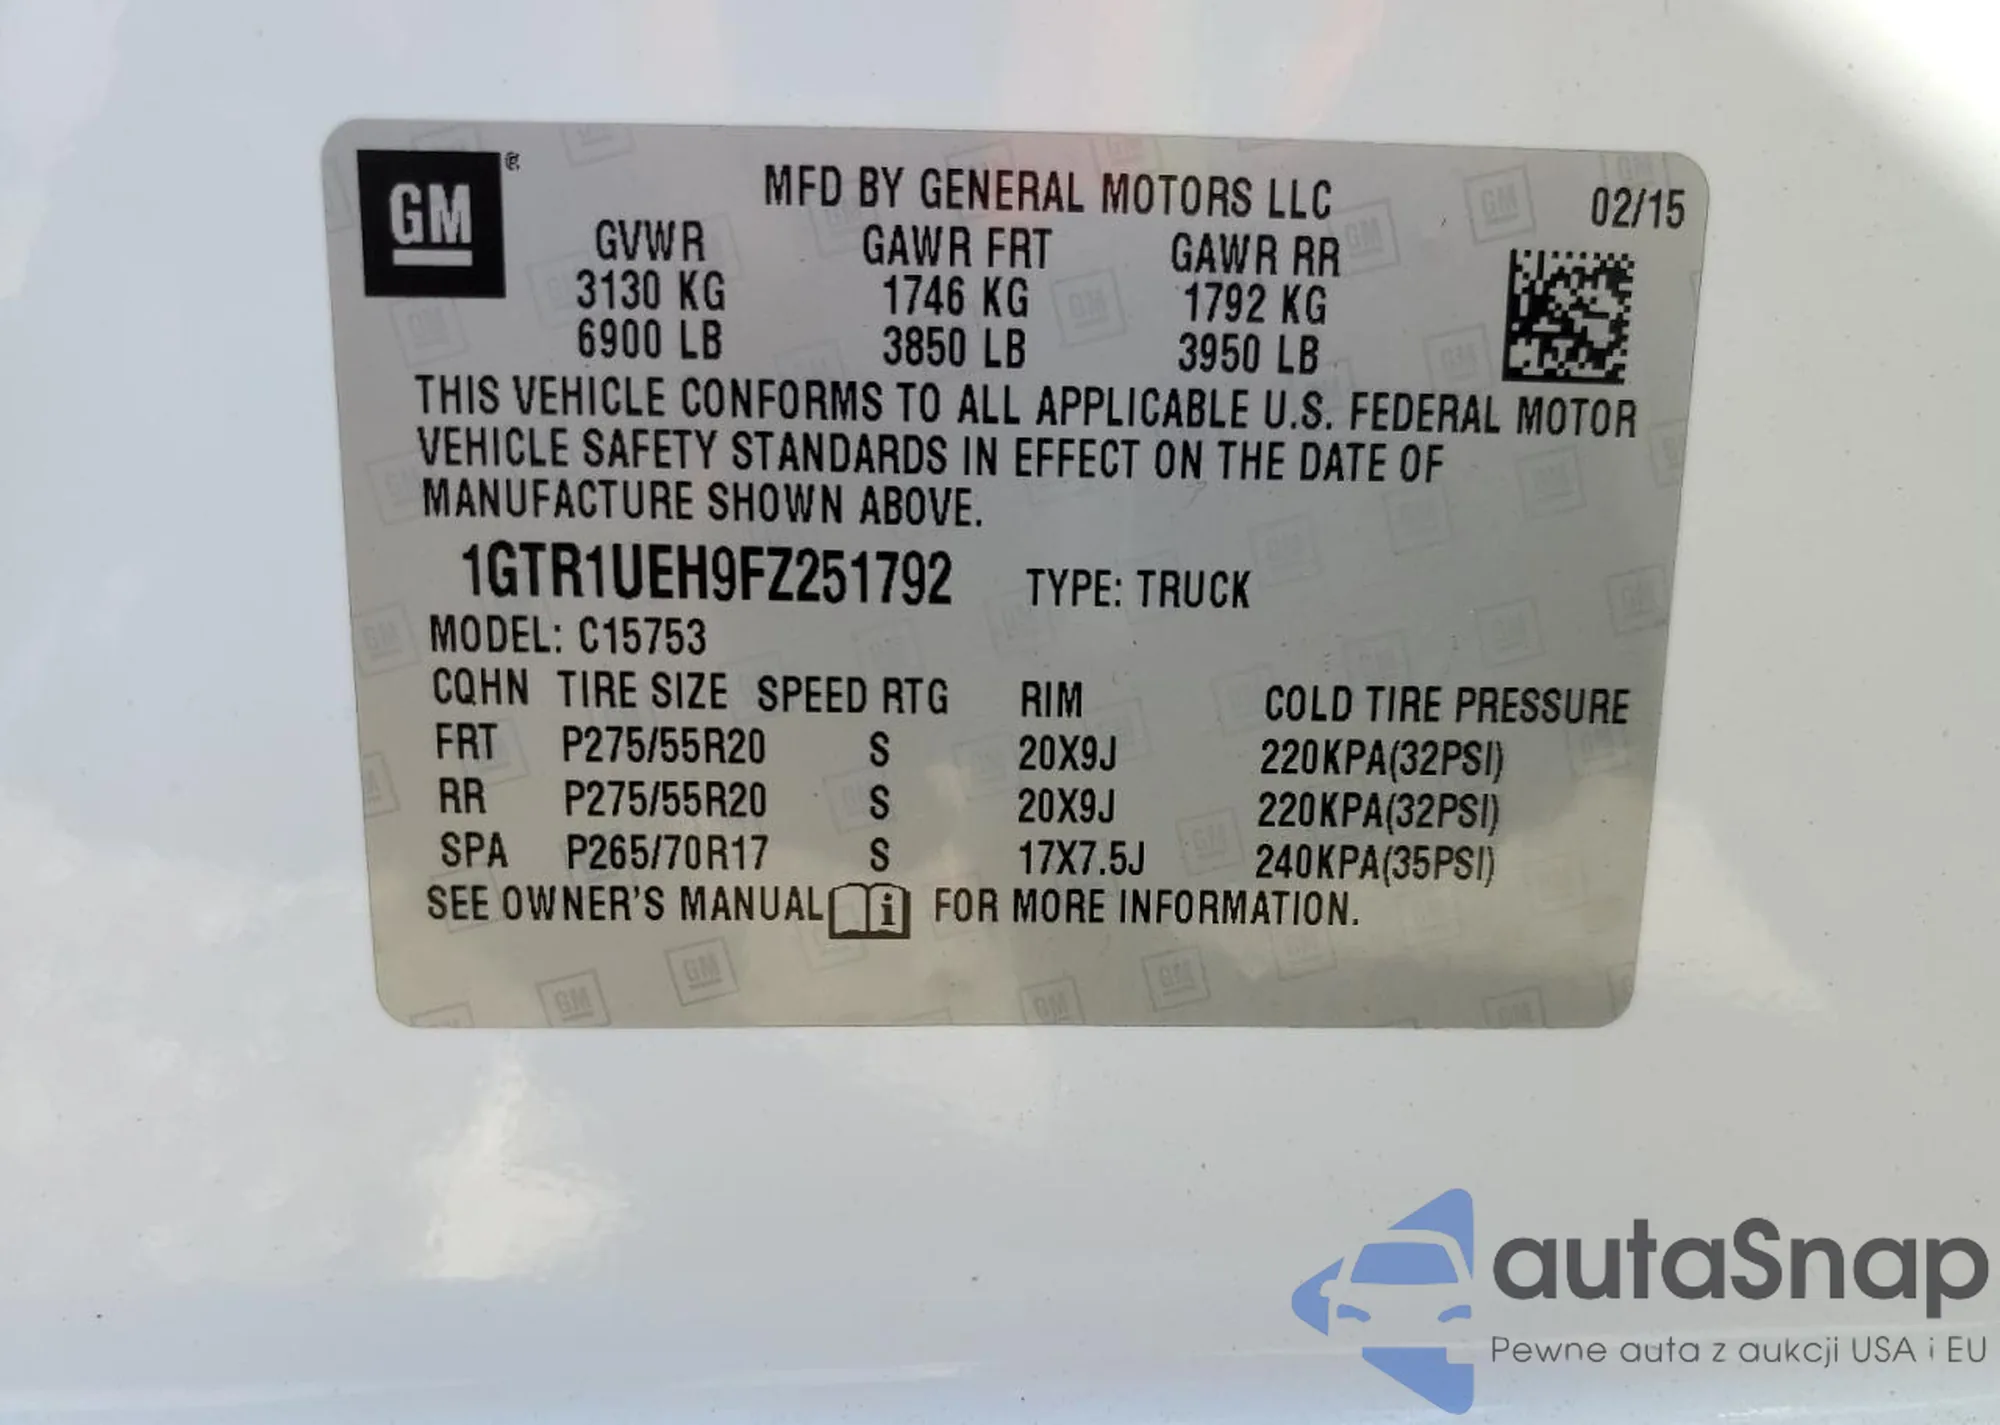 GM
MFD BY GENERAL MOTORS LLC 02/15
GVWR GAWR FRT GAWR RR
3130 KG 1746 KG 1792 KG
6900 LB 3850 LB 3950 LB
THIS VEHICLE CONFORMS TO ALL APPLICABLE U.S. FEDERAL MOTOR
VEHICLE SAFETY STANDARDS IN EFFECT ON THE DATE OF
MANUFACTURE SHOWN ABOVE.
1GTR1UEH9FZ251792 TYPE: TRUCK
MODEL: C15753
CQHN TIRE SIZE SPEED RTG RIM COLD TIRE PRESSURE
FRT P275/55R20 S 20X9J 220KPA(32PSI)
RR P275/55R20 S 20X9J 220KPA(32PSI)
SPA P265/70R17 S 17X7.5J 240KPA(35PSI)
SEE OWNER'S MANUAL FOR MORE INFORMATION.
autaSnap
Pewne auta z aukcji USA i EU